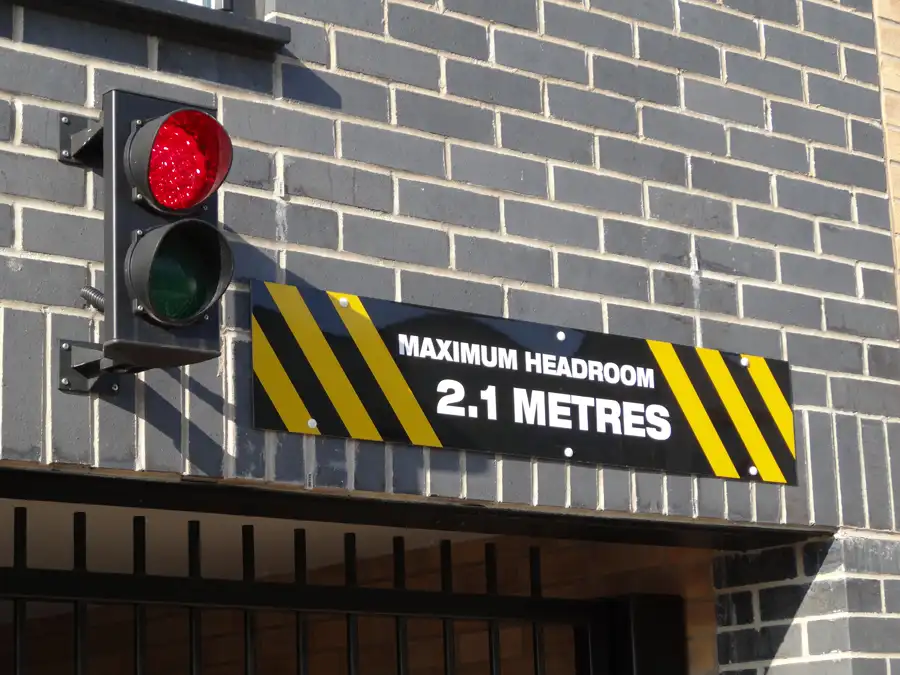 MAXIMUM HEADROOM
2.1 METRES